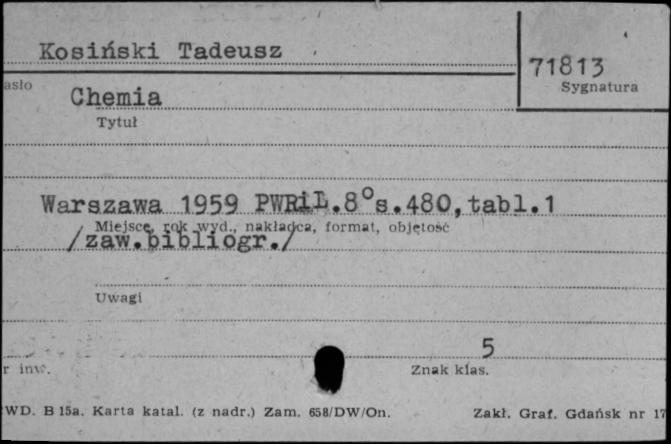 Kosiński Tadeusz
71813
asło
Sygnatura
Chemia
Tytuł
Warszawa 1959 PWRiL.8°s.480,tabl.1
Miejsce, rok wyd., nakładca, format, objętość
/zaw.bibliogr./
Uwagi
5
r inw.
Znak klas.
WD. B 15a. Karta katal. (z nadr.) Zam. 658/DW/On.
Zakł. Graf. Gdańsk nr 17